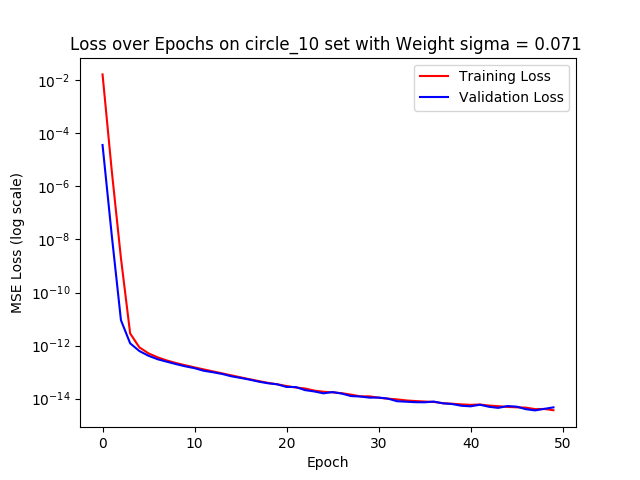 Loss over Epochs on circle_10 set with Weight sigma = 0.071
Training Loss
Validation Loss
MSE Loss (log scale)
10⁻²
10⁻⁴
10⁻⁶
10⁻⁸
10⁻¹⁰
10⁻¹²
10⁻¹⁴
0 10 20 30 40 50
Epoch